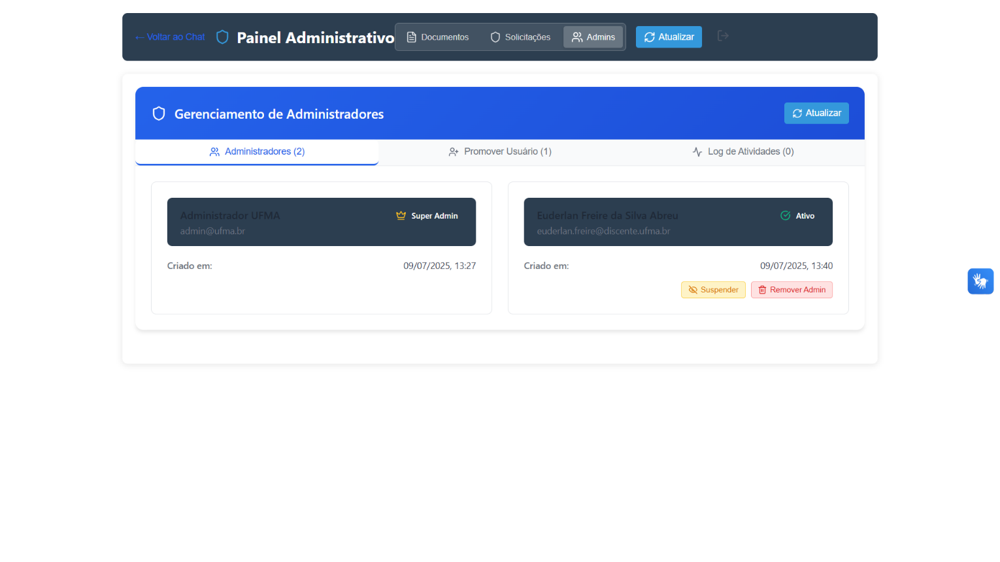 ← Voltar ao Chat
Painel Administrativo
Documentos
Solicitações
Admins
Atualizar
Gerenciamento de Administradores
Atualizar
Administradores (2)
Promover Usuário (1)
Log de Atividades (0)
Administrador UFMA
Super Admin
admin@ufma.br
Criado em:
09/07/2025, 13:27
Euderlan Freire da Silva Abreu
Ativo
euderlan.freire@discente.ufma.br
Criado em:
09/07/2025, 13:40
Suspender
Remover Admin